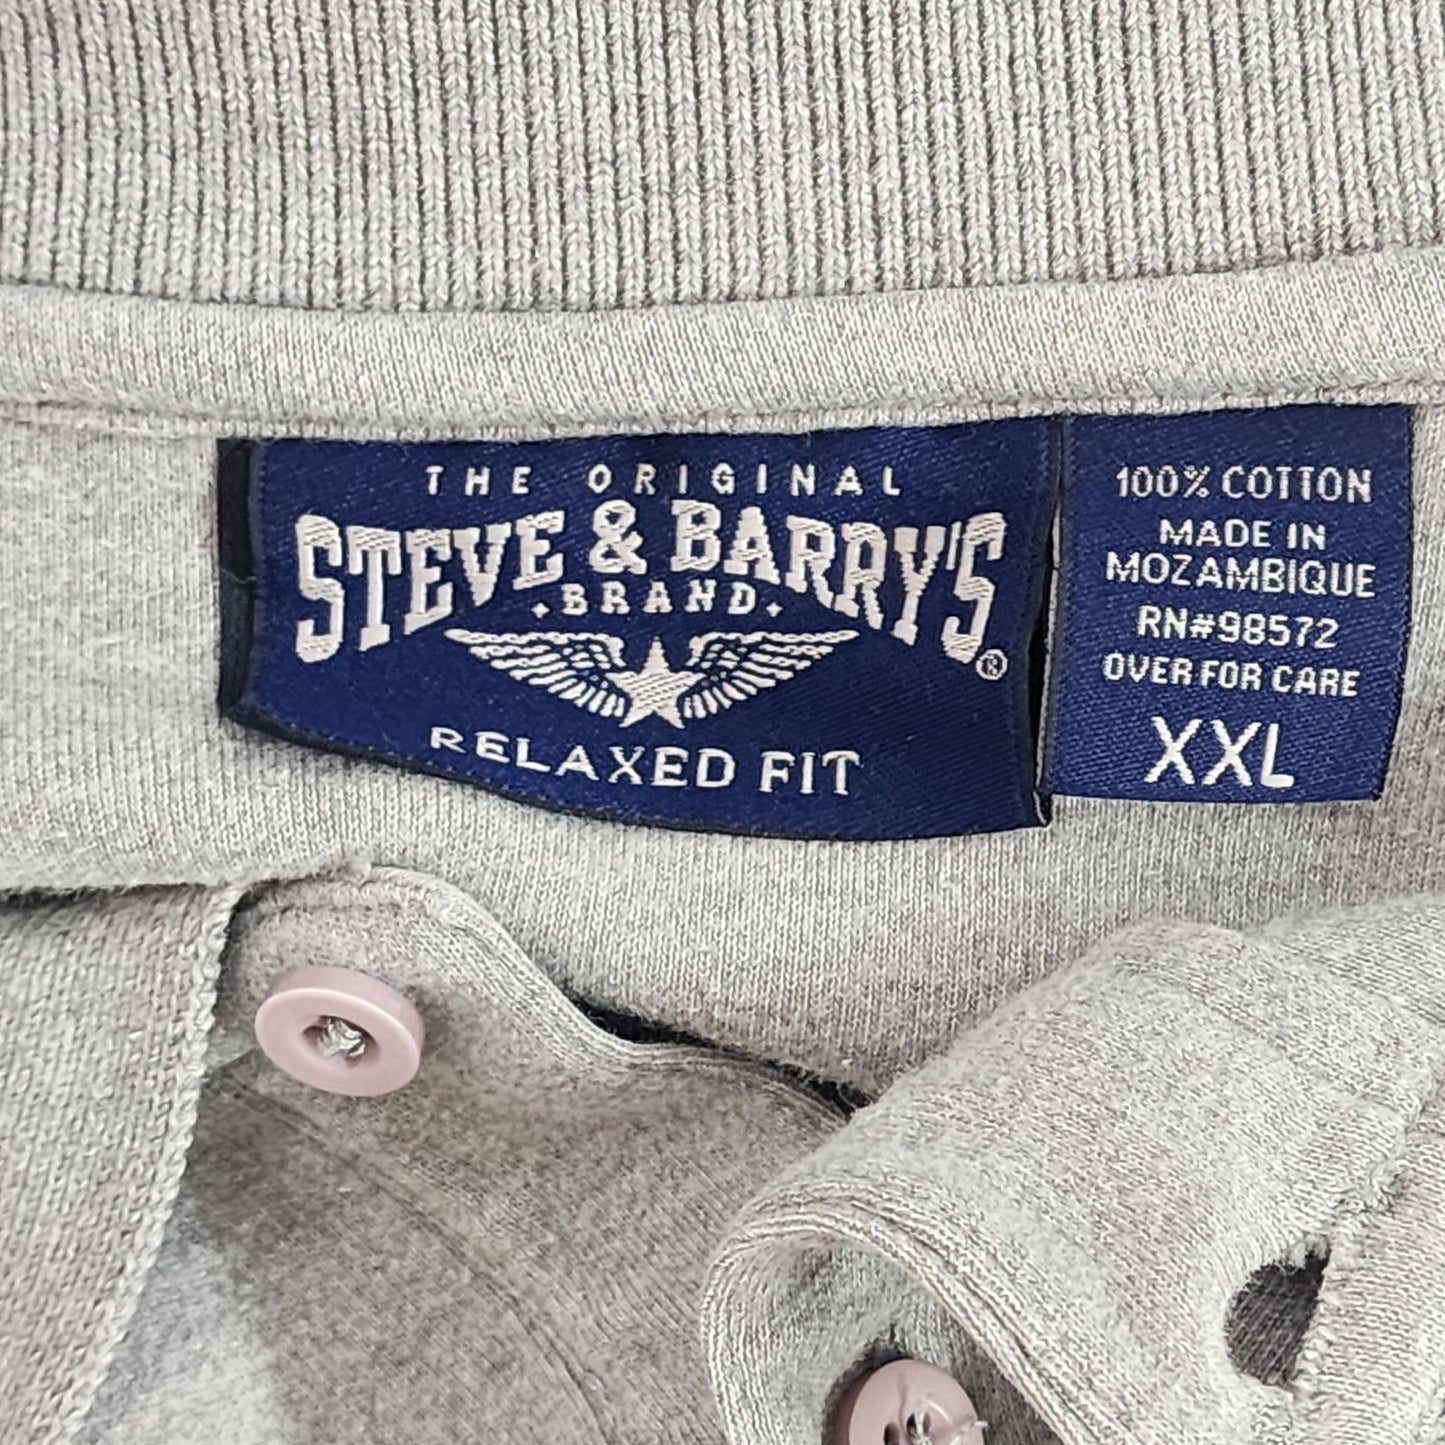 THE ORIGINAL
STEVE & BARRY'S
BRAND
RELAXED FIT
100% COTTON
MADE IN
MOZAMBIQUE
RN#98572
OVER FOR CARE
XXL